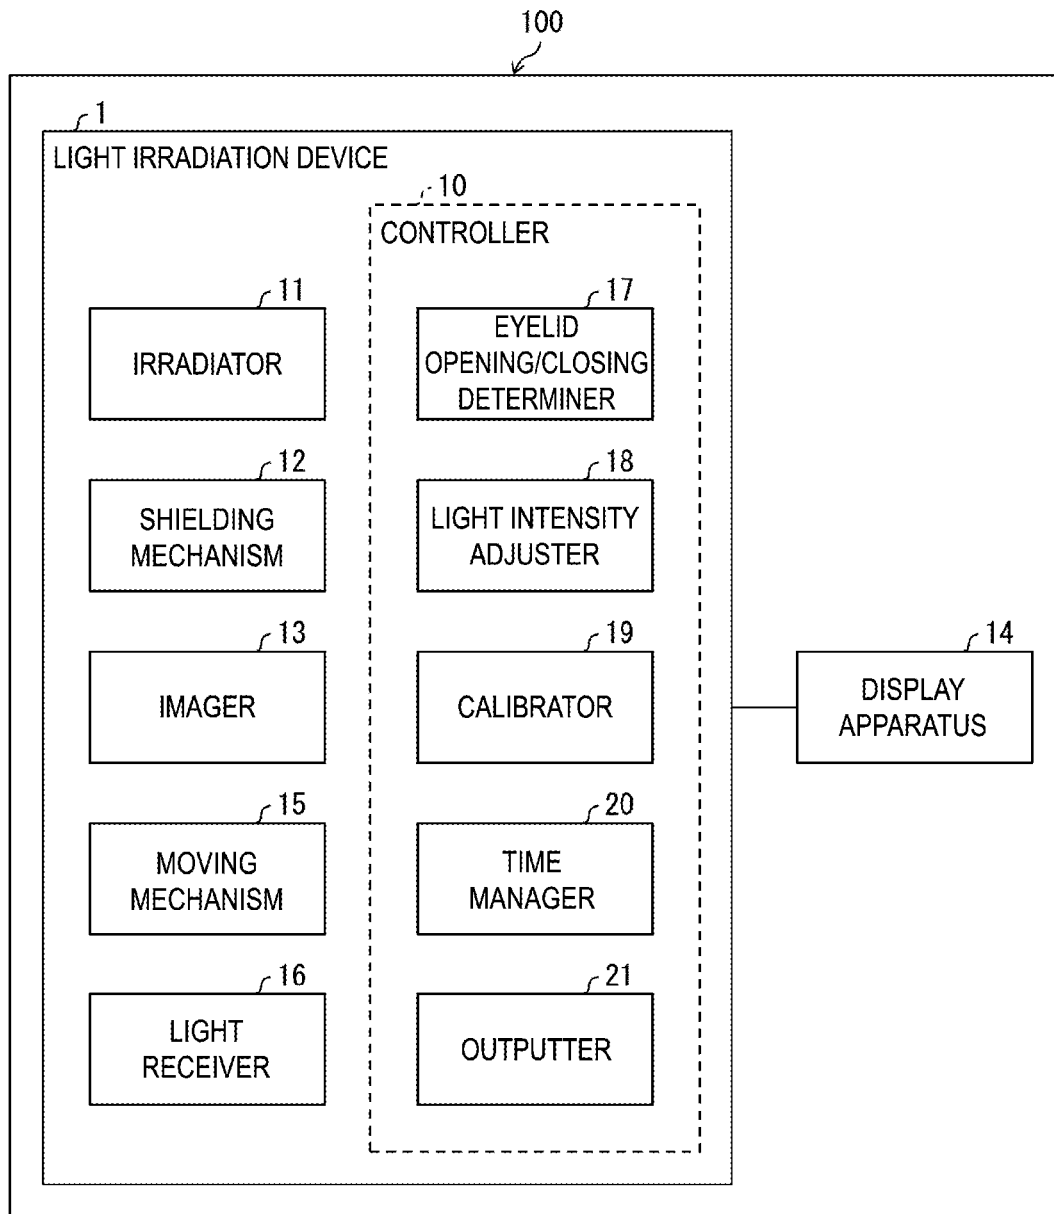 100
1
LIGHT IRRADIATION DEVICE
10
CONTROLLER
11
IRRADIATOR
17
EYELID
OPENING/CLOSING
DETERMINER
12
SHIELDING
MECHANISM
18
LIGHT INTENSITY
ADJUSTER
13
IMAGER
19
CALIBRATOR
14
DISPLAY
APPARATUS
15
MOVING
MECHANISM
20
TIME
MANAGER
16
LIGHT
RECEIVER
21
OUTPUTTER